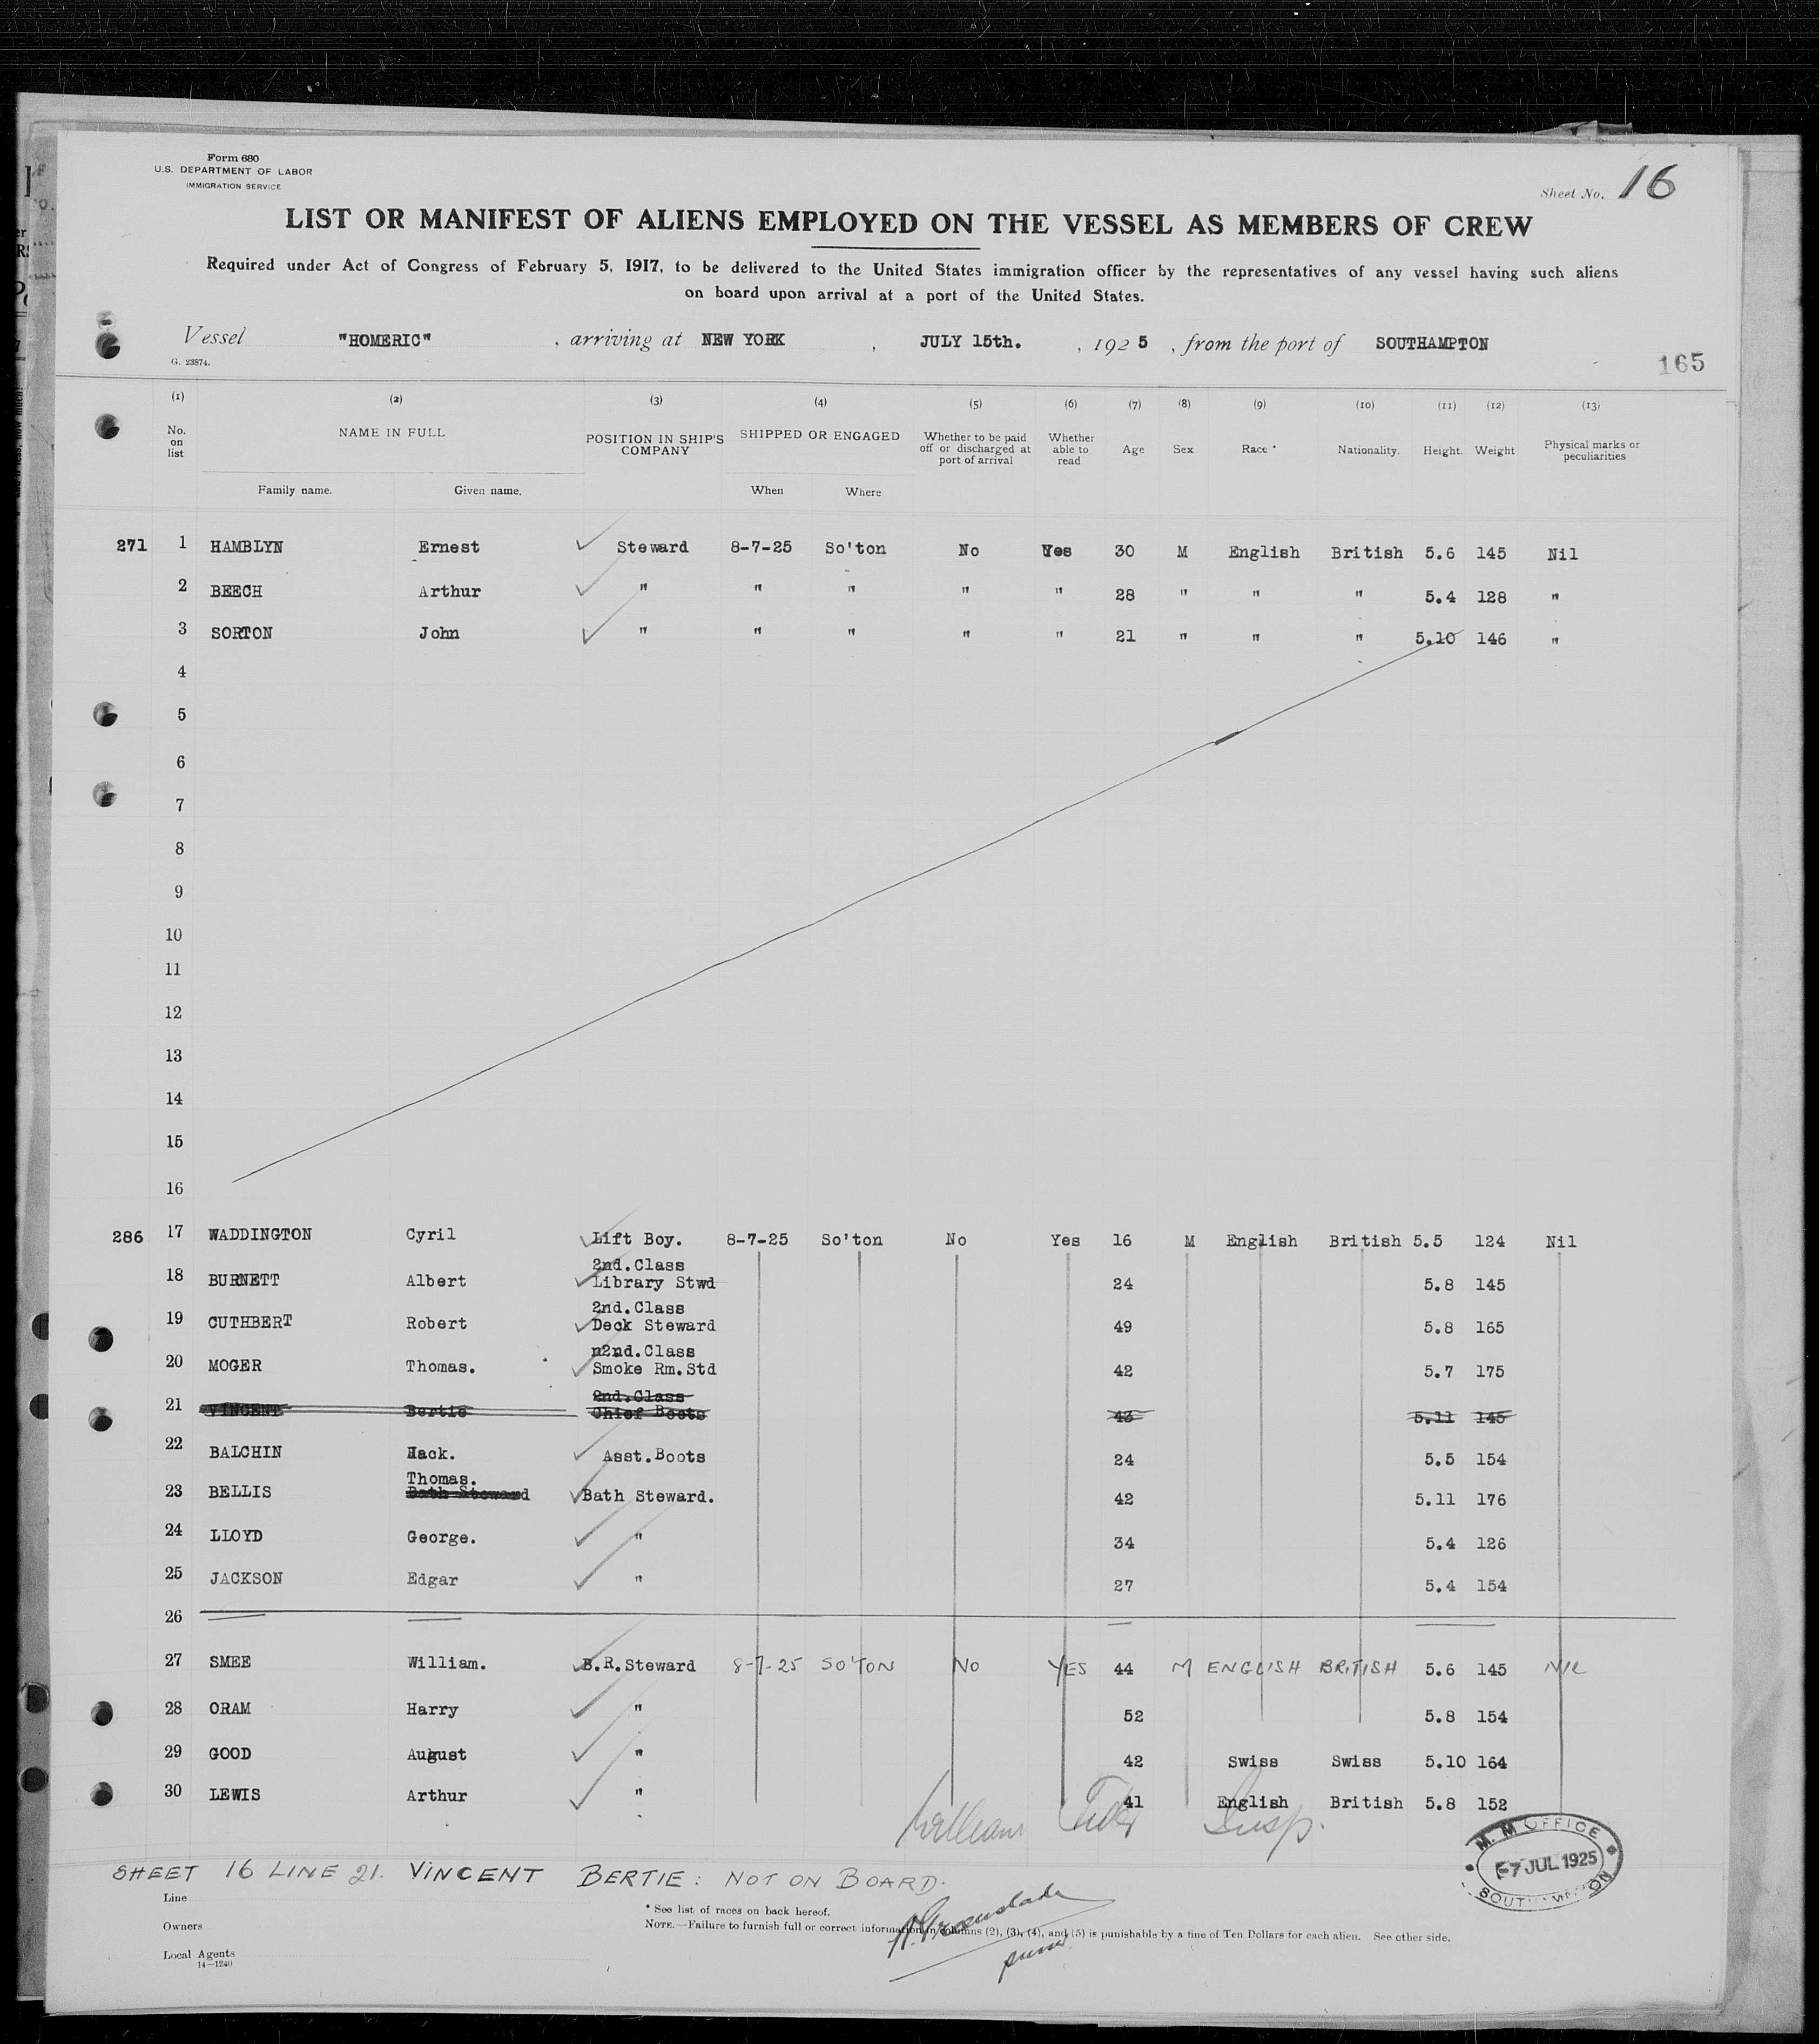 Form 680
U.S. DEPARTMENT OF LABOR
IMMIGRATION SERVICE
Sheet No. 16
LIST OR MANIFEST OF ALIENS EMPLOYED ON THE VESSEL AS MEMBERS OF CREW
Required under Act of Congress of February 5, 1917, to be delivered to the United States immigration officer by the representatives of any vessel having such aliens
on board upon arrival at a port of the United States.
Vessel "HOMERIC", arriving at NEW YORK, JULY 15th., 1925, from the port of SOUTHAMPTON
G. 23874.
165
(1) (2) (3) (4) (5) (6) (7) (8) (9) (10) (11) (12) (13)
No. on list NAME IN FULL POSITION IN SHIP'S COMPANY SHIPPED OR ENGAGED Whether to be paid off or discharged at port of arrival Whether able to read Age Sex Race * Nationality. Height. Weight Physical marks or peculiarities
Family name. Given name. When Where
271 1 HAMBLYN Ernest Steward 8-7-25 So'ton No Yes 30 M English British 5.6 145 Nil
2 BEECH Arthur " " " " " 28 " " " 5.4 128 "
3 SORTON John " " " " " 21 " " " 5.10 146 "
4
5
6
7
8
9
10
11
12
13
14
15
16
286 17 WADDINGTON Cyril Lift Boy. 8-7-25 So'ton No Yes 16 M English British 5.5 124 Nil
2nd.Class
18 BURNETT Albert Library Stwd 24 5.8 145
2nd.Class
19 CUTHBERT Robert Deck Steward 49 5.8 165
n2nd.Class
20 MOGER Thomas. Smoke Rm.Std 42 5.7 175
2nd.Class
21 VINCENT Bertie Chief Boots 43 5.11 145
22 BALCHIN Hack. Asst.Boots 24 5.5 154
Thomas.
23 BELLIS Bath Steward Bath Steward. 42 5.11 176
24 LLOYD George. " 34 5.4 126
25 JACKSON Edgar " 27 5.4 154
26
27 SMEE William. B.R.Steward 8-7-25 SO'TON NO YES 44 M ENGLISH BRITISH 5.6 145 NIL
28 ORAM Harry " 52 5.8 154
29 GOOD August " 42 Swiss Swiss 5.10 164
30 LEWIS Arthur " 41 English British 5.8 152
William Insp.
M. M OFFICE
7 JUL 1925
SHEET 16 LINE 21. VINCENT BERTIE: NOT ON BOARD.
Line
* See list of races on back hereof.
Owners
NOTE.—Failure to furnish full or correct information in columns (2), (3), (4), and (5) is punishable by a fine of Ten Dollars for each alien. See other side.
Local Agents
14—1240